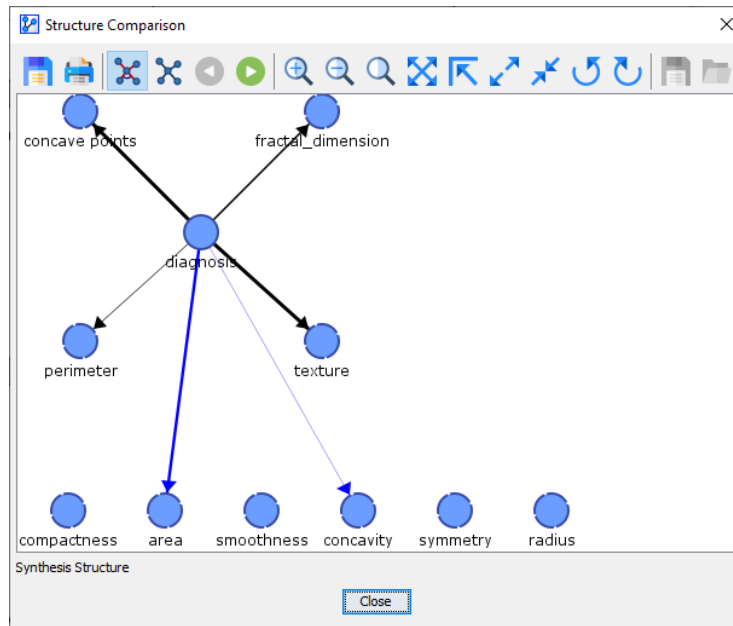 Structure Comparison
concave points
fractal_dimension
diagnosis
perimeter
texture
compactness
area
smoothness
concavity
symmetry
radius
Synthesis Structure
Close